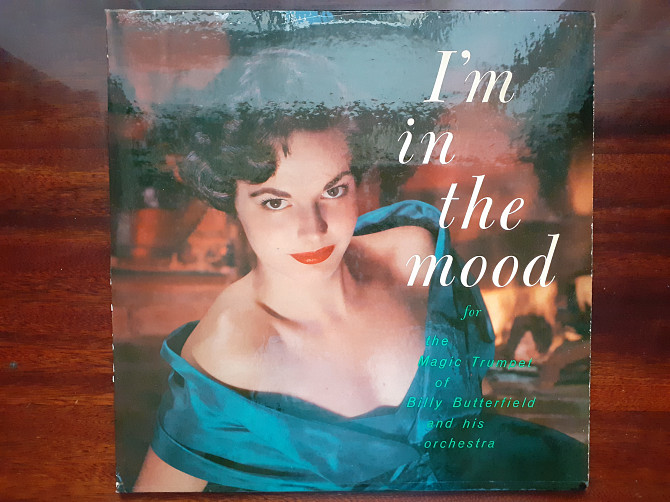 I'm
in
the
mood
for
the
Magic Trumpet
of
Billy Butterfield
and his
orchestra